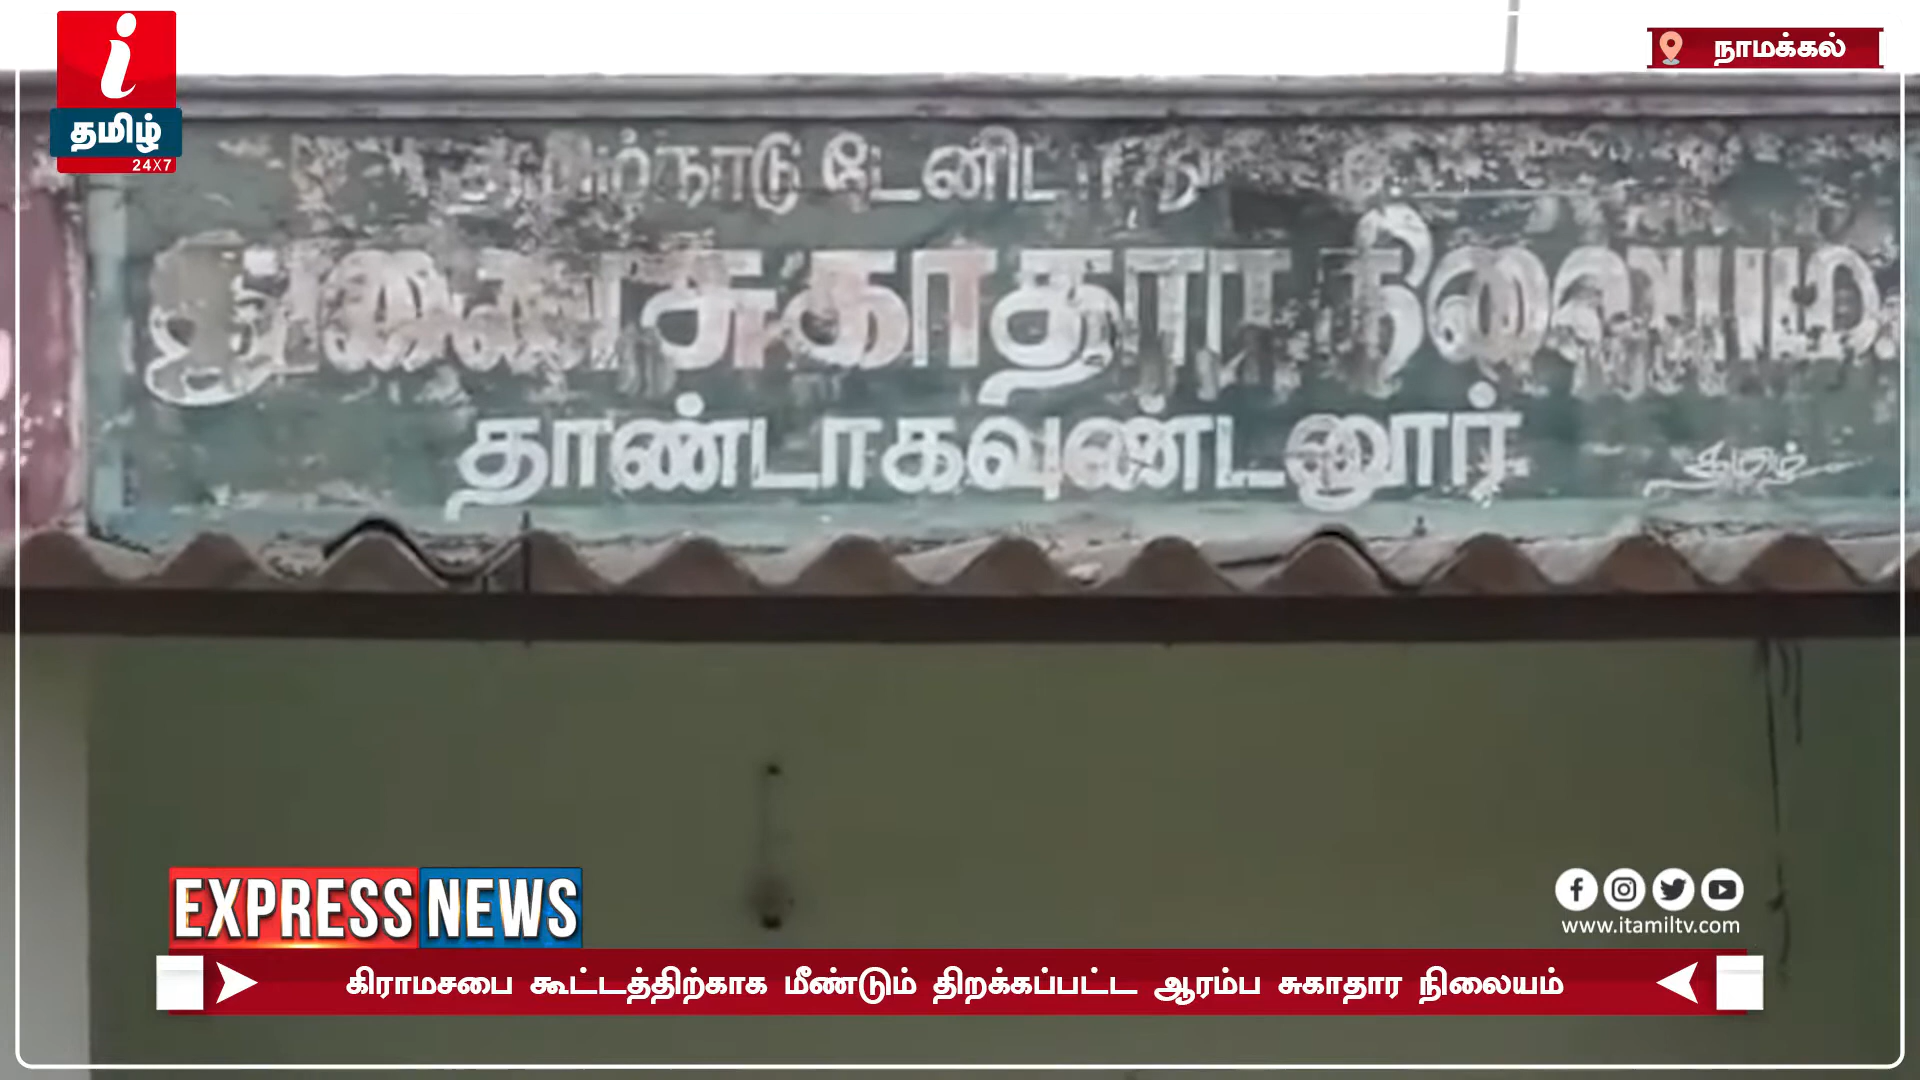 i
தமிழ்
24X7
நாமக்கல்
தமிழ்நாடு டேனிடா
துணை சுகாதார நிலையம்.
தாண்டாகவுண்டனூர்
தமிழ்
EXPRESS NEWS
www.itamiltv.com
கிராமசபை கூட்டத்திற்காக மீண்டும் திறக்கப்பட்ட ஆரம்ப சுகாதார நிலையம்